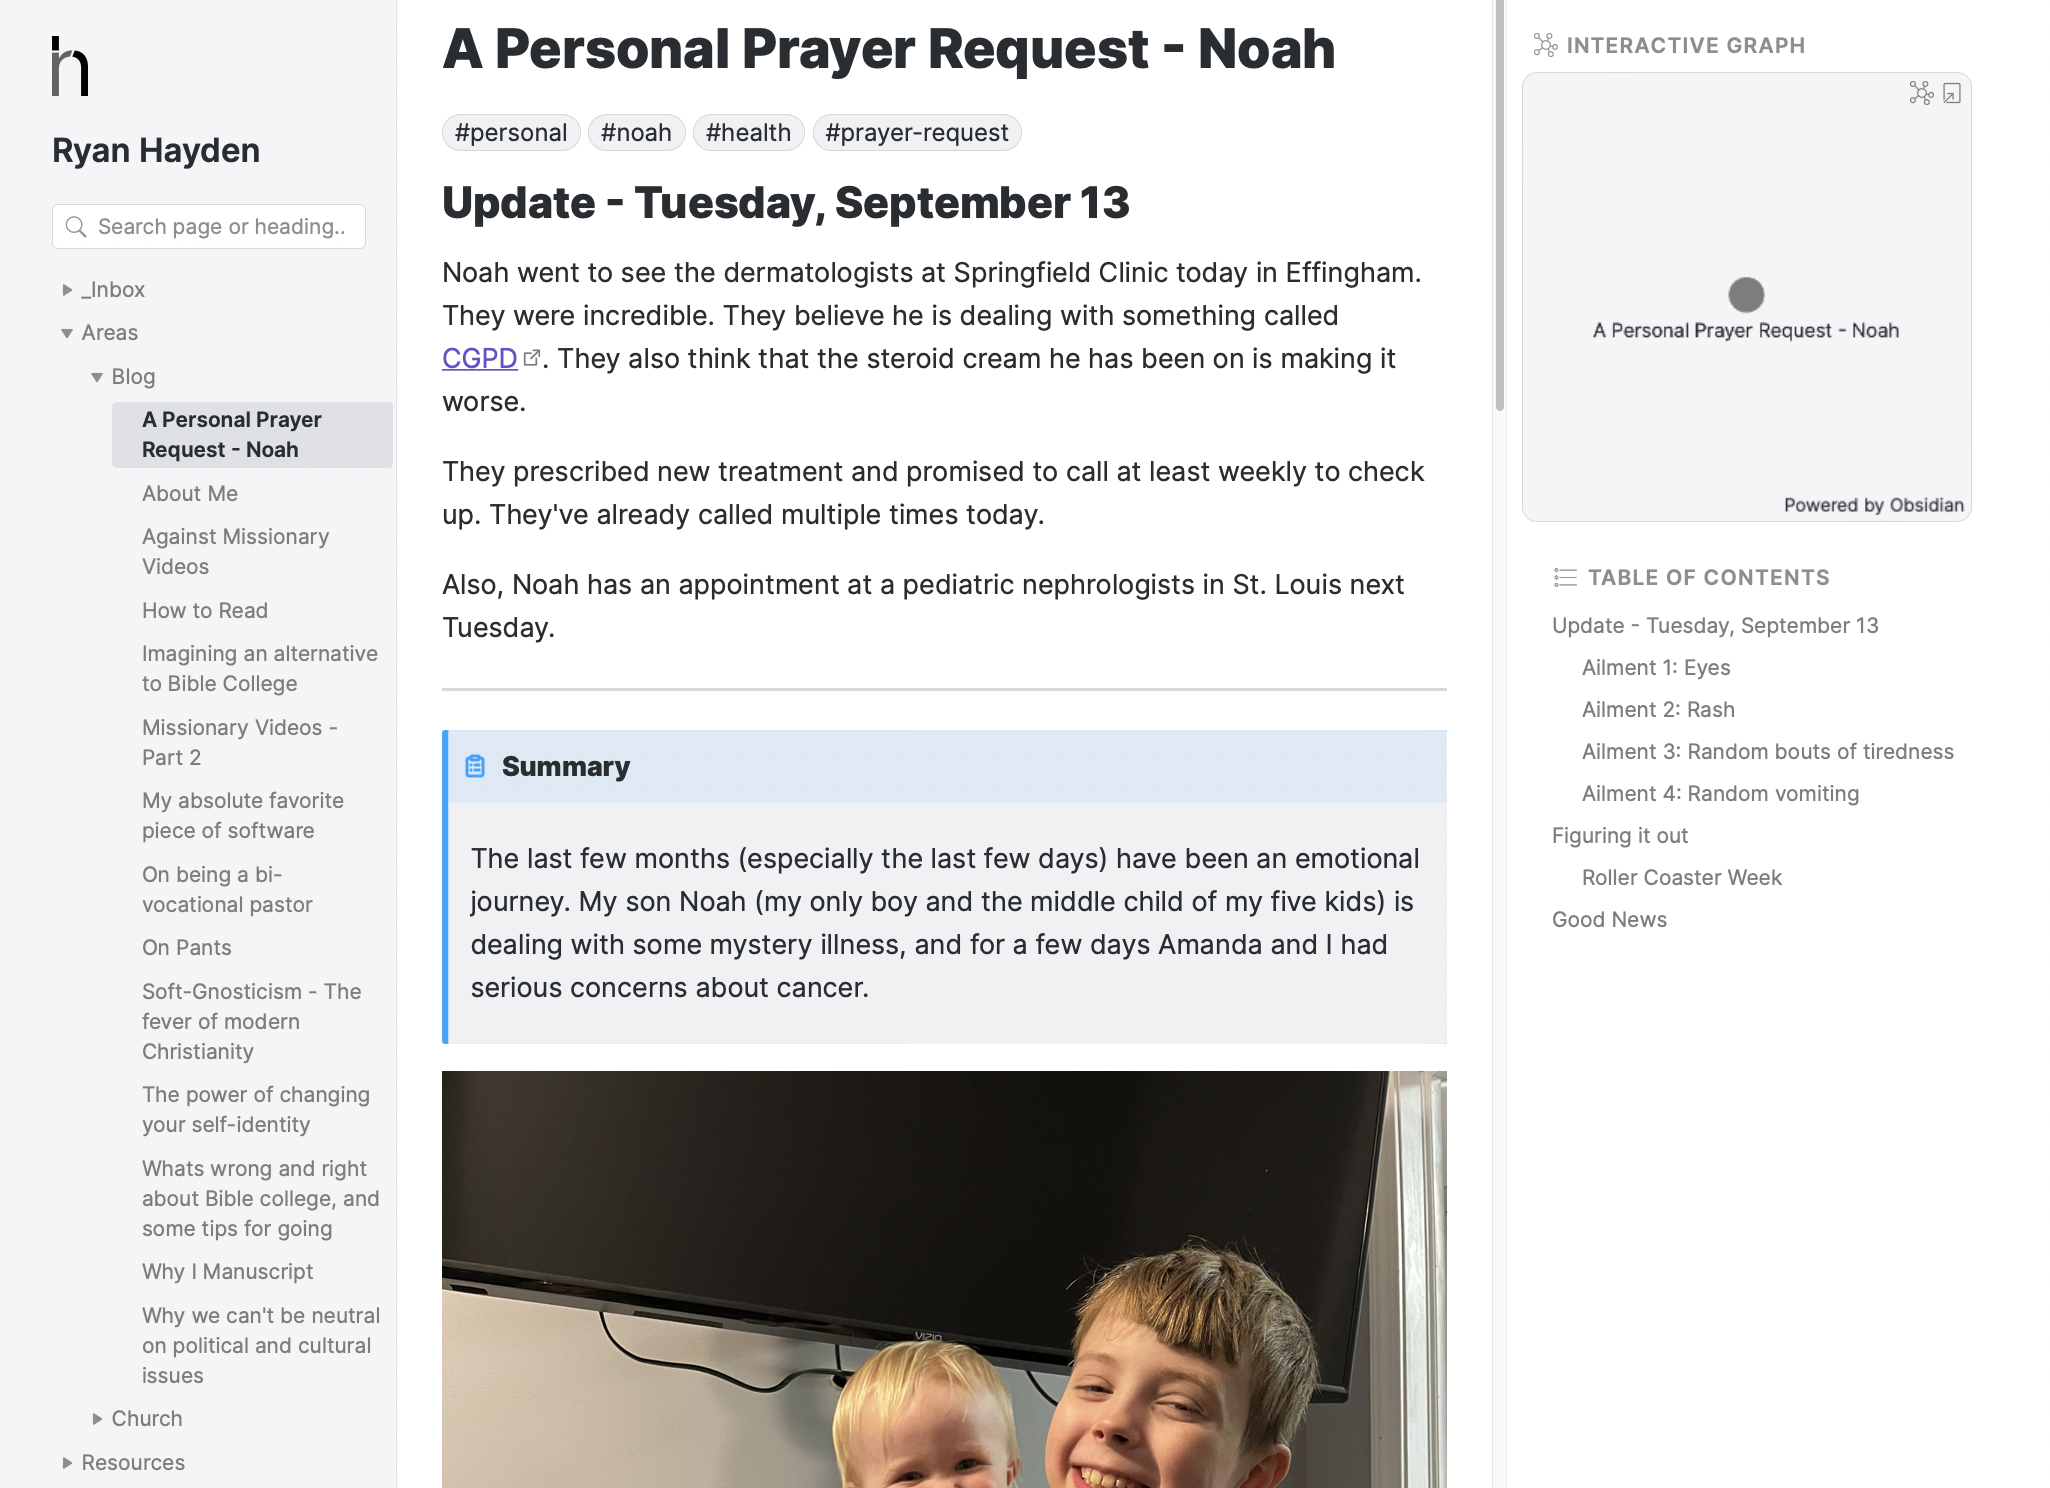 Ryan Hayden
Search page or heading..
_Inbox
Areas
Blog
A Personal Prayer
Request - Noah
About Me
Against Missionary
Videos
How to Read
Imagining an alternative
to Bible College
Missionary Videos -
Part 2
My absolute favorite
piece of software
On being a bi-
vocational pastor
On Pants
Soft-Gnosticism - The
fever of modern
Christianity
The power of changing
your self-identity
Whats wrong and right
about Bible college, and
some tips for going
Why I Manuscript
Why we can't be neutral
on political and cultural
issues
Church
Resources
A Personal Prayer Request - Noah
#personal #noah #health #prayer-request
Update - Tuesday, September 13
Noah went to see the dermatologists at Springfield Clinic today in Effingham.
They were incredible. They believe he is dealing with something called
CGPD. They also think that the steroid cream he has been on is making it
worse.
They prescribed new treatment and promised to call at least weekly to check
up. They've already called multiple times today.
Also, Noah has an appointment at a pediatric nephrologists in St. Louis next
Tuesday.
Summary
The last few months (especially the last few days) have been an emotional
journey. My son Noah (my only boy and the middle child of my five kids) is
dealing with some mystery illness, and for a few days Amanda and I had
serious concerns about cancer.
VIZIO
INTERACTIVE GRAPH
A Personal Prayer Request - Noah
Powered by Obsidian
TABLE OF CONTENTS
Update - Tuesday, September 13
Ailment 1: Eyes
Ailment 2: Rash
Ailment 3: Random bouts of tiredness
Ailment 4: Random vomiting
Figuring it out
Roller Coaster Week
Good News